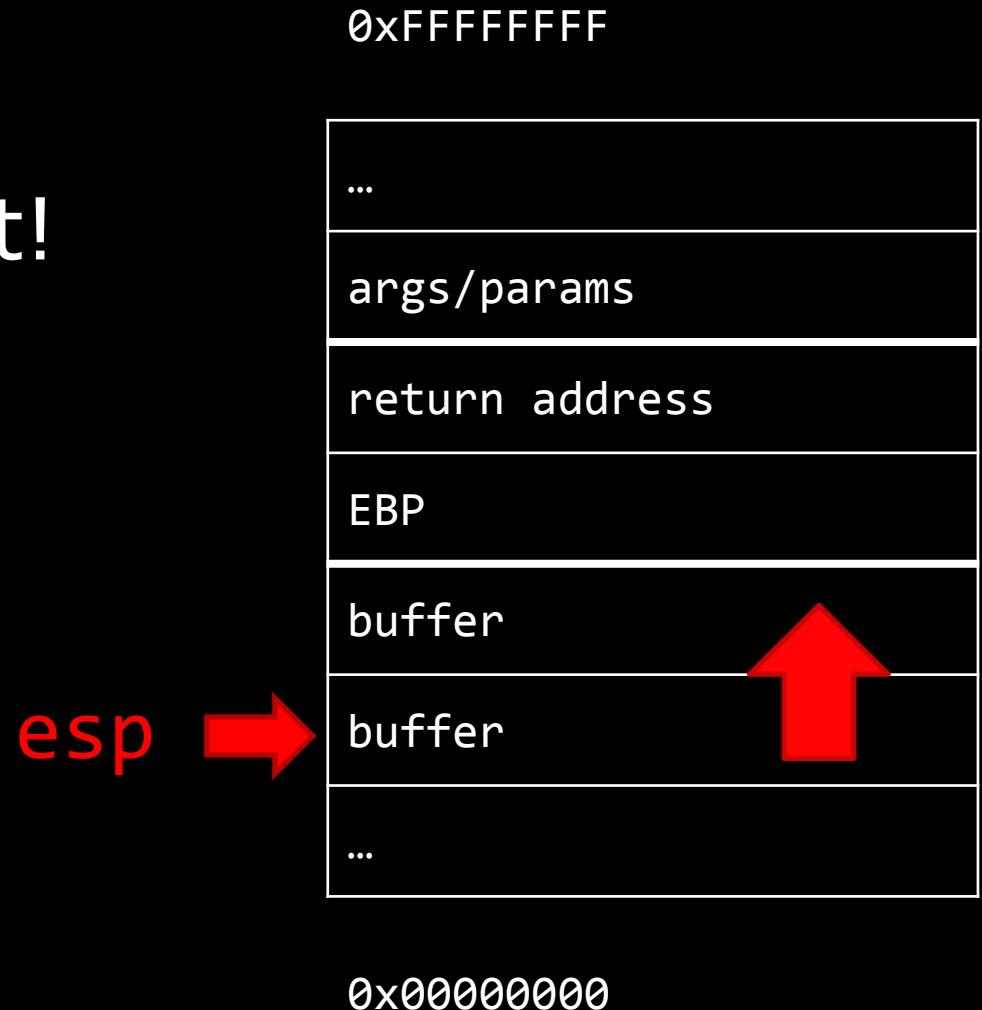 0xFFFFFFFF
…
t!
args/params
return address
EBP
buffer
esp
buffer
…
0x00000000